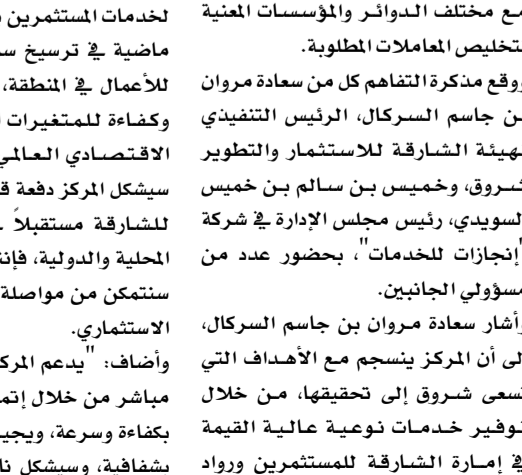 مع مختلف الدوائر والمؤسسات المعنية
لتخليص المعاملات المطلوبة.
ووقع مذكرة التفاهم كل من سعادة مروان
بن جاسم السركال، الرئيس التنفيذي
لهيئة الشارقة للاستثمار والتطوير
شروق، وخميس بن سالم بن خميس
السويدي، رئيس مجلس الإدارة في شركة
"إنجازات للخدمات"، بحضور عدد من
مسؤولي الجانبين.
وأشار سعادة مروان بن جاسم السركال،
إلى أن المركز ينسجم مع الأهداف التي
تسعى شروق إلى تحقيقها، من خلال
توفير خدمات نوعية عالية القيمة
في إمارة الشارقة للمستثمرين ورواد
لخدمات المستثمرين
ماضية في ترسيخ
للأعمال في المنطقة،
وكفاءة للمتغيرات
الاقتصادي العالمي
سيشكل المركز دفعة
للشارقة مستقبلاً
المحلية والدولية، فإننا
سنتمكن من مواصلة
الاستثماري.
وأضاف: "يدعم المركز
مباشر من خلال
بكفاءة وسرعة،
بشفافية، وسيشكل